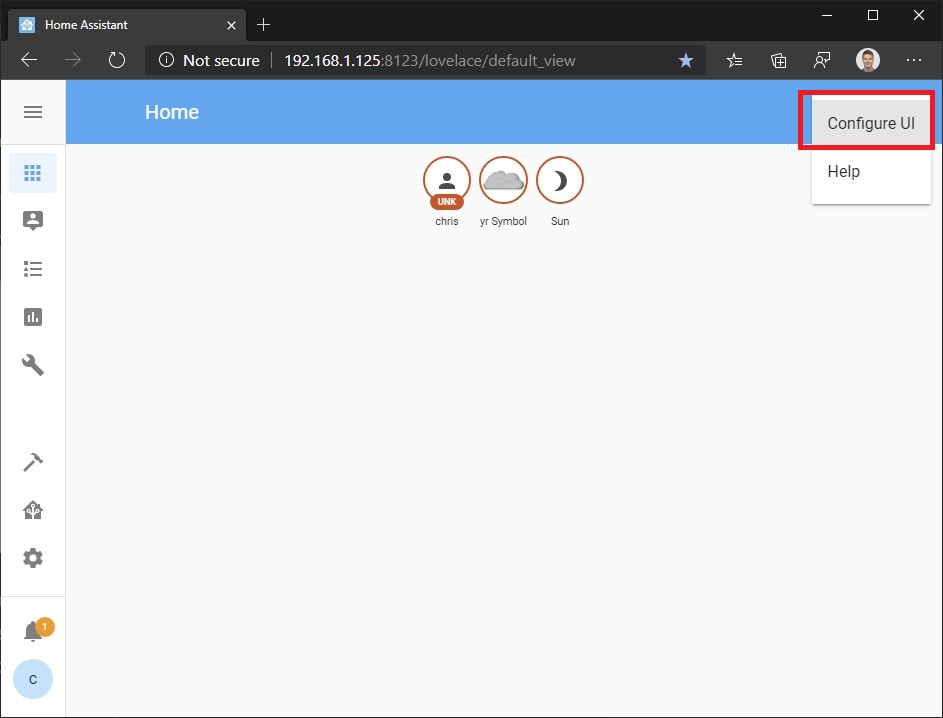 Home Assistant
Not secure 192.168.1.125:8123/lovelace/default_view
Home
Configure UI
Help
UNK
chris yr Symbol Sun
1
C